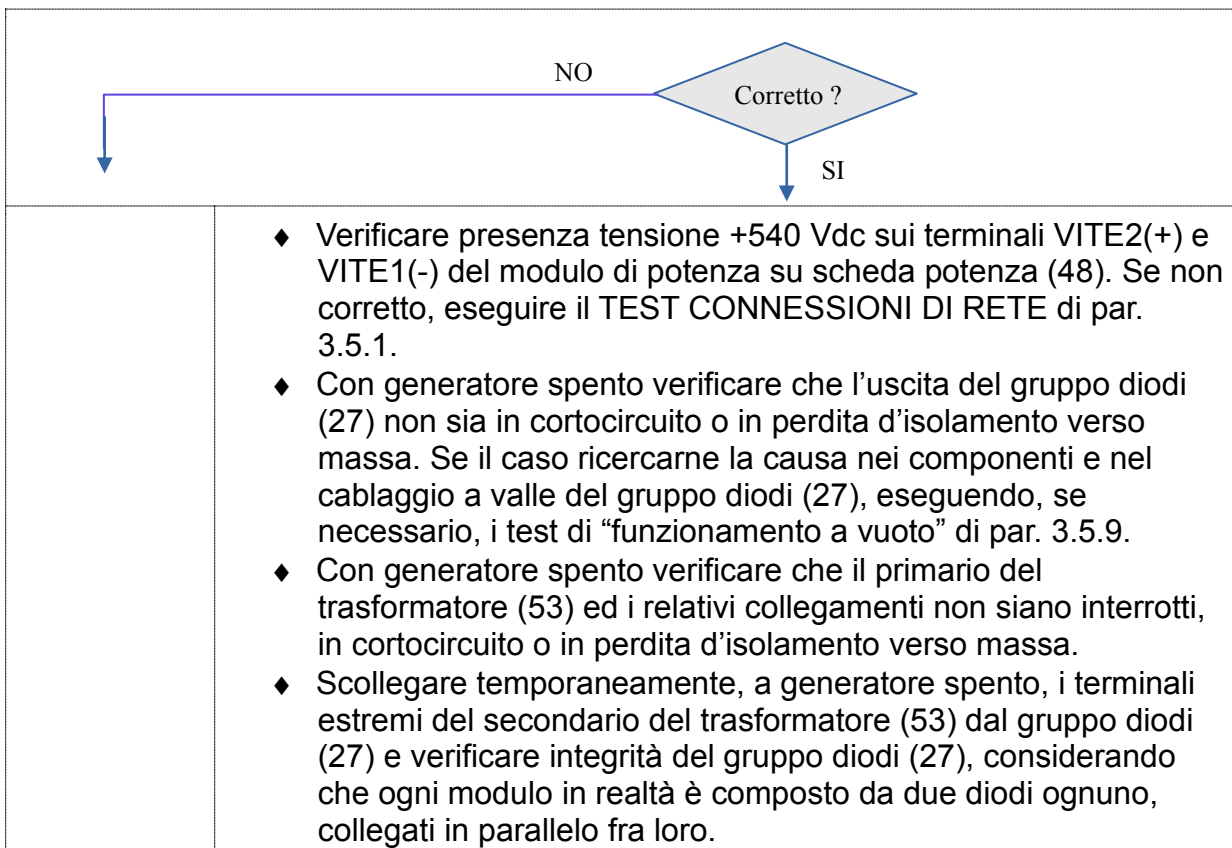 NO
Corretto ?
SI
♦ Verificare presenza tensione +540 Vdc sui terminali VITE2(+) e
VITE1(-) del modulo di potenza su scheda potenza (48). Se non
corretto, eseguire il TEST CONNESSIONI DI RETE di par.
3.5.1.
♦ Con generatore spento verificare che l’uscita del gruppo diodi
(27) non sia in cortocircuito o in perdita d’isolamento verso
massa. Se il caso ricercarne la causa nei componenti e nel
cablaggio a valle del gruppo diodi (27), eseguendo, se
necessario, i test di “funzionamento a vuoto” di par. 3.5.9.
♦ Con generatore spento verificare che il primario del
trasformatore (53) ed i relativi collegamenti non siano interrotti,
in cortocircuito o in perdita d’isolamento verso massa.
♦ Scollegare temporaneamente, a generatore spento, i terminali
estremi del secondario del trasformatore (53) dal gruppo diodi
(27) e verificare integrità del gruppo diodi (27), considerando
che ogni modulo in realtà è composto da due diodi ognuno,
collegati in parallelo fra loro.